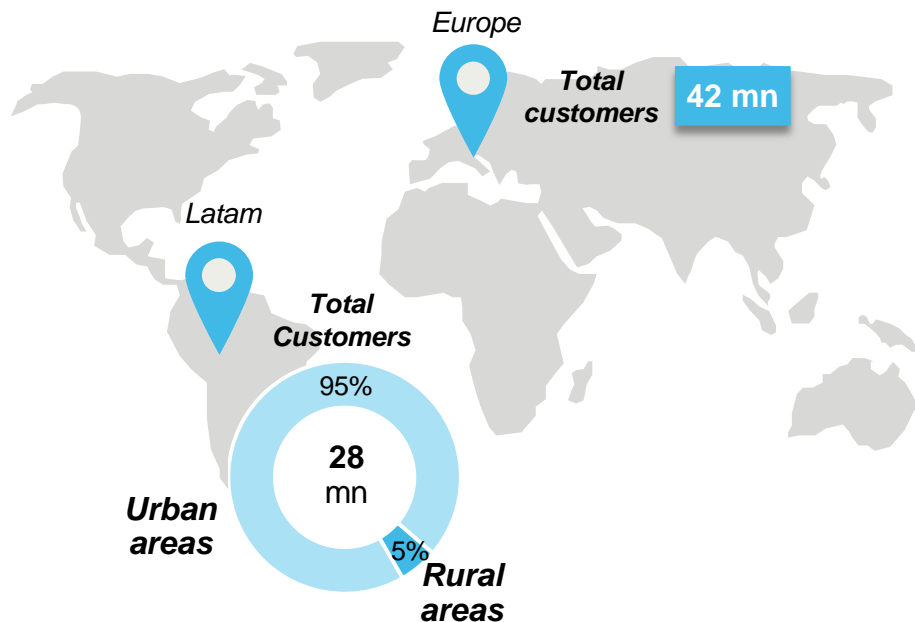 Europe
Total
customers
42 mn
Latam
Total
Customers
95%
28
mn
Urban
areas
5%
Rural
areas